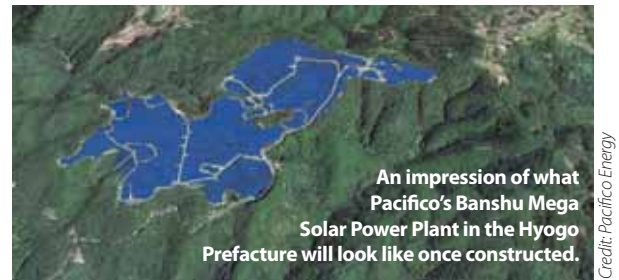 An impression of what
Pacifico's Banshu Mega
Solar Power Plant in the Hyogo
Prefacture will look like once constructed.
Credit: Pacifico Energy